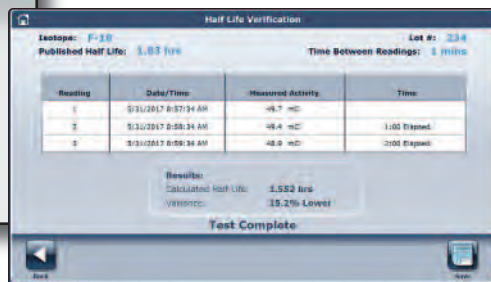 Half Life Verification
Isotope: F-18 Lot #: 234
Published Half Life: 1.83 hrs Time Between Readings: 1 mins
Reading Date/Time Measured Activity Time
1 5/31/2017 8:57:34 AM 49.7 mCi
2 5/31/2017 8:58:34 AM 49.4 mCi 1:00 Elapsed
3 5/31/2017 8:59:34 AM 2:00 Elapsed
Results:
Calculated Half Life: 1.552 hrs
Variance: 15.2% Lower
Test Complete
Back